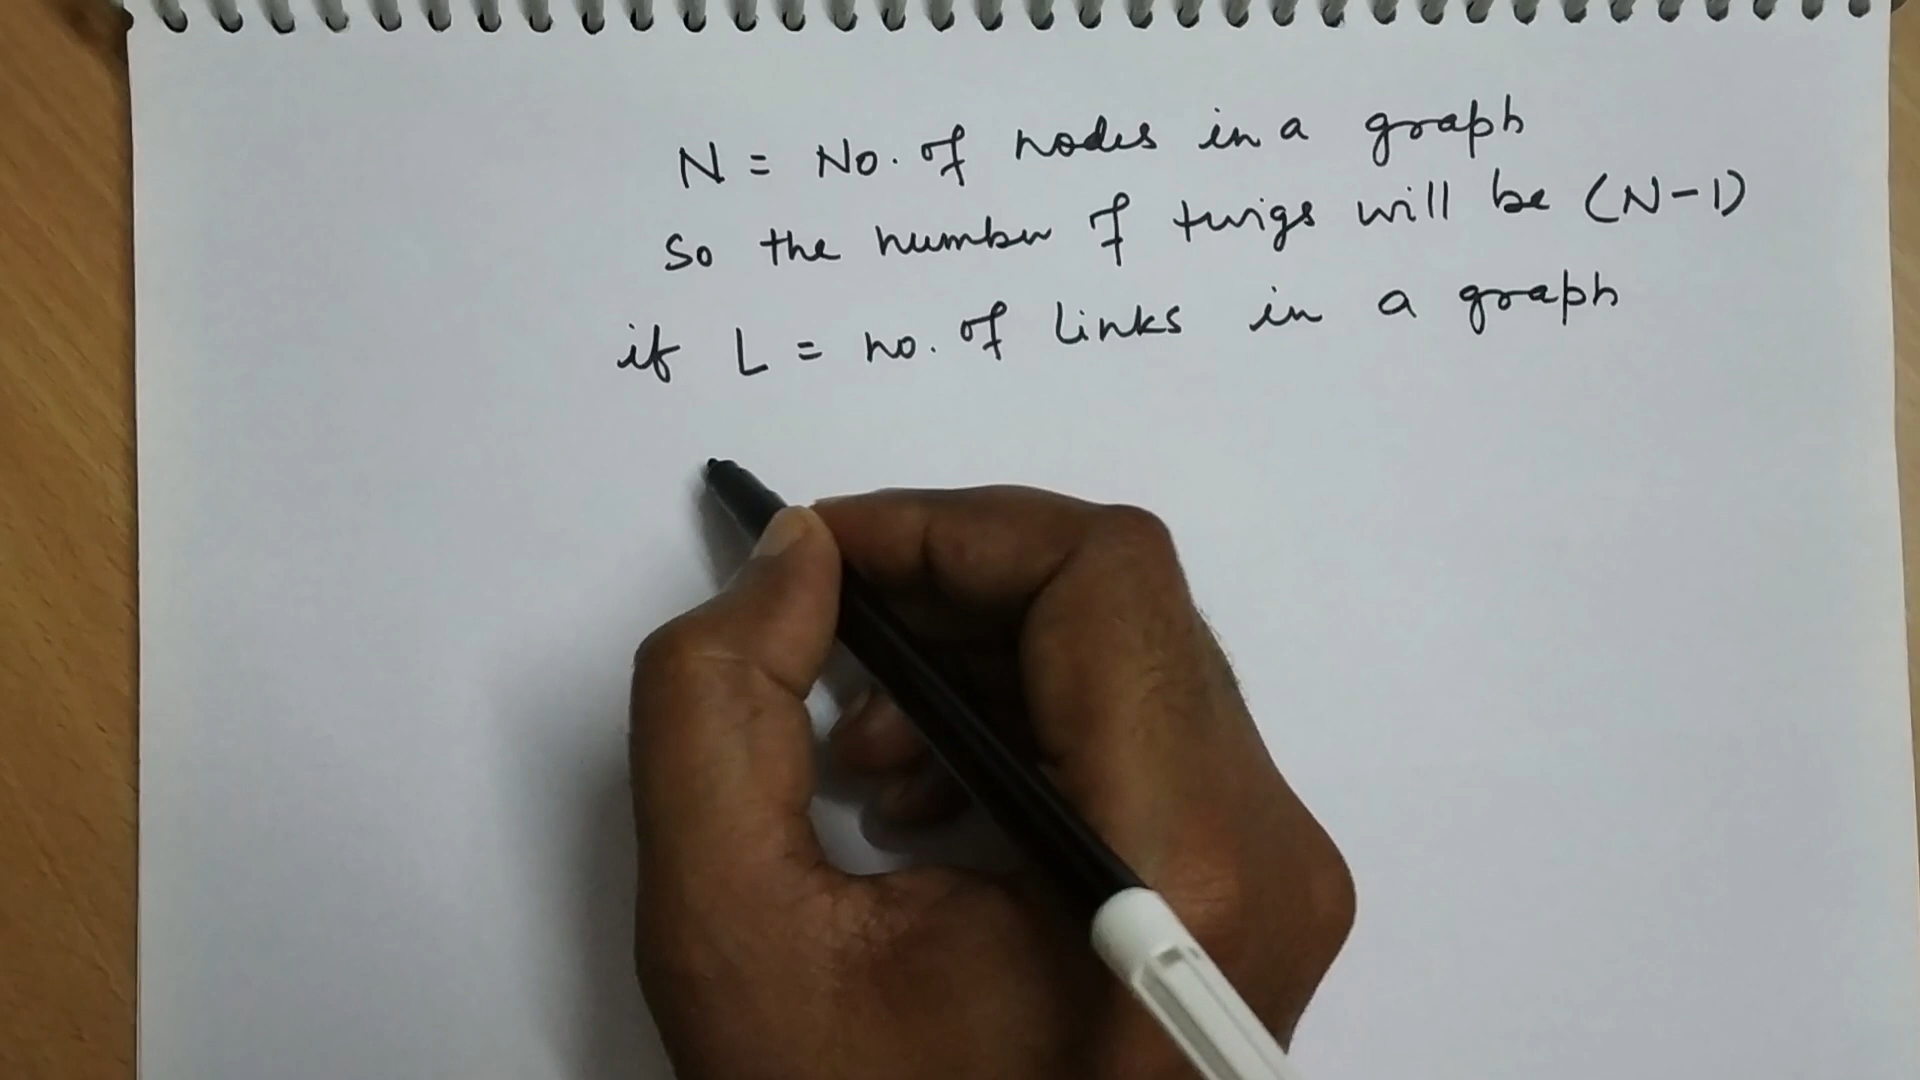 N = No. of nodes in a graph
So the number of twigs will be (N-1)
if L = no. of links in a graph